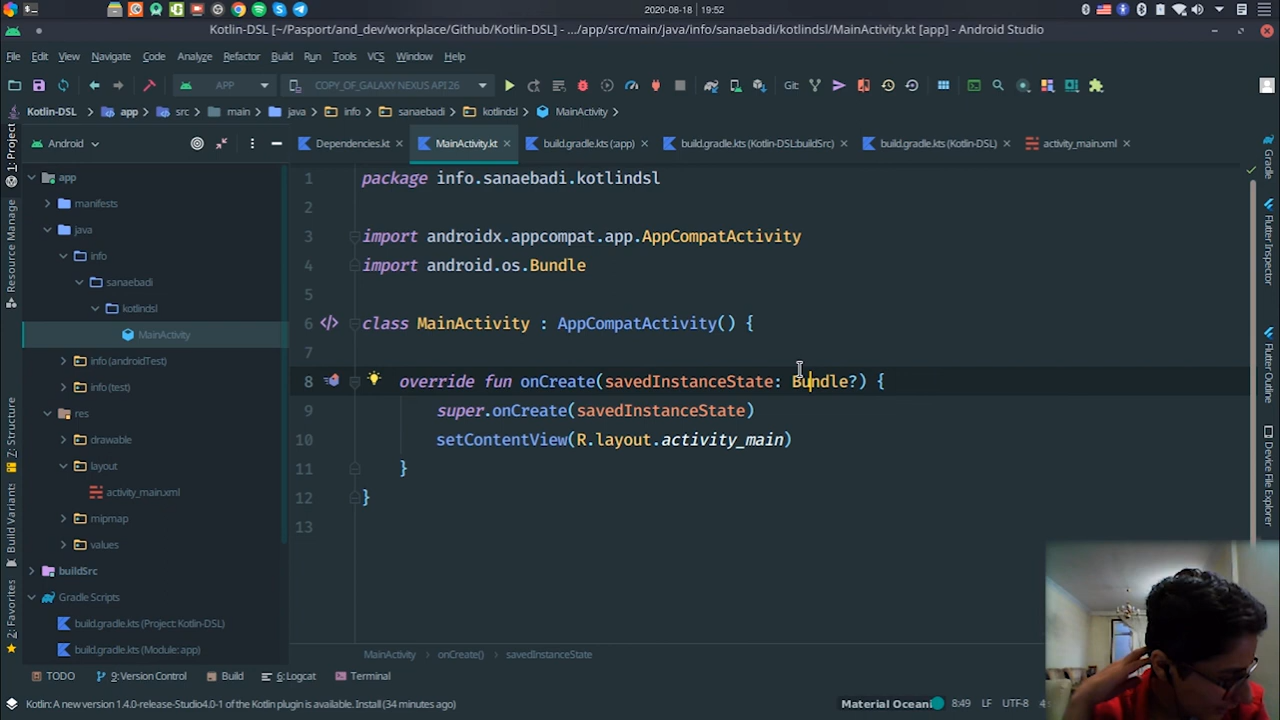 2020-08-18 19:52
Kotlin-DSL [~/Pasport/and_dev/workplace/Github/Kotlin-DSL] - .../app/src/main/java/info/sanaebadi/kotlindsl/MainActivity.kt [app] - Android Studio
File Edit View Navigate Code Analyze Refactor Build Run Tools VCS Window Help
APP COPY_OF_GALAXY NEXUS API 26 Git:
Kotlin-DSL app src main java info sanaebadi kotlindsl MainActivity
Android
Dependencies.kt MainActivity.kt build.gradle.kts (:app) build.gradle.kts (Kotlin-DSL:buildSrc) build.gradle.kts (Kotlin-DSL) activity_main.xml
1: Project
Resource Manager
Z: Structure
Build Variants
2: Favorites
app
manifests
java
info
sanaebadi
kotlindsl
MainActivity
info (androidTest)
info (test)
res
drawable
layout
activity_main.xml
mipmap
values
buildSrc
Gradle Scripts
build.gradle.kts (Project: Kotlin-DSL)
build.gradle.kts (Module: app)
1 package info.sanaebadi.kotlindsl
2
3 import androidx.appcompat.app.AppCompatActivity
4 import android.os.Bundle
5
6 class MainActivity : AppCompatActivity() {
7
8 override fun onCreate(savedInstanceState: Bundle?) {
9 super.onCreate(savedInstanceState)
10 setContentView(R.layout.activity_main)
11 }
12 }
13
Gradle
Flutter Inspector
Flutter Outline
Device File Explorer
MainActivity onCreate() savedInstanceState
TODO 9: Version Control Build 6: Logcat Terminal
Kotlin: A new version 1.4.0-release-Studio4.0-1 of the Kotlin plugin is available. Install (34 minutes ago) Material Oceani 8:49 LF UTF-8